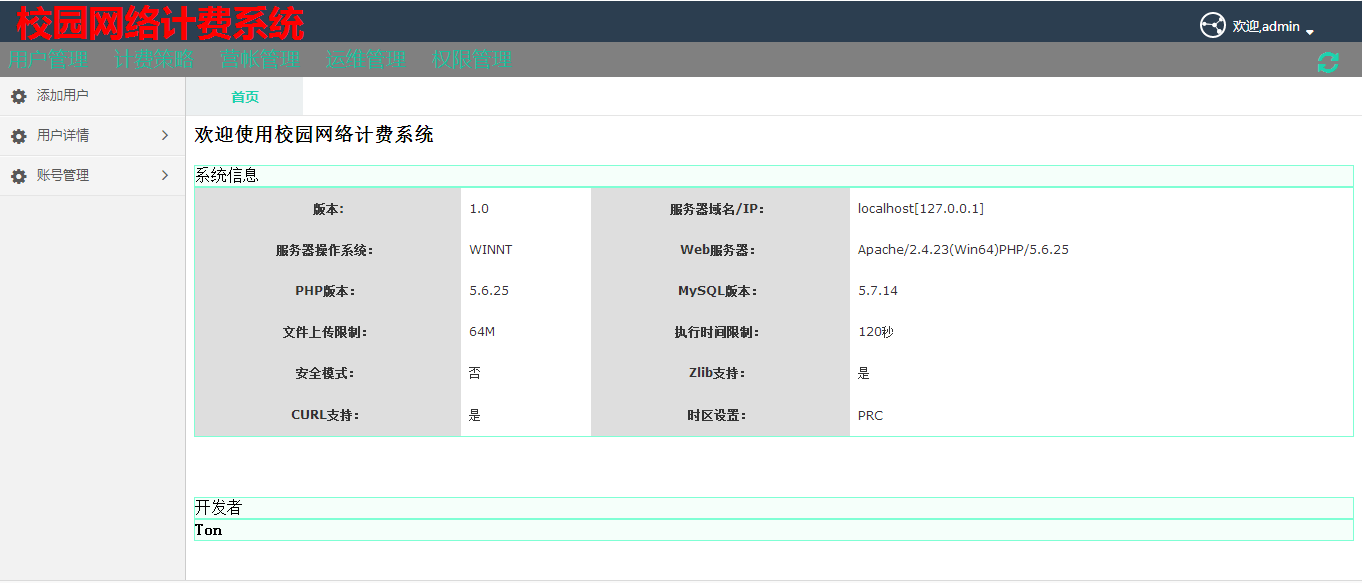 校园网络计费系统
欢迎,admin
用户管理 计费策略 营帐管理 运维管理 权限管理
添加用户
用户详情
账号管理
首页
欢迎使用校园网络计费系统
系统信息
版本: 1.0 服务器域名/IP: localhost[127.0.0.1]
服务器操作系统: WINNT Web服务器: Apache/2.4.23(Win64)PHP/5.6.25
PHP版本: 5.6.25 MySQL版本: 5.7.14
文件上传限制: 64M 执行时间限制: 120秒
安全模式: 否 Zlib支持: 是
CURL支持: 是 时区设置: PRC
开发者
Ton